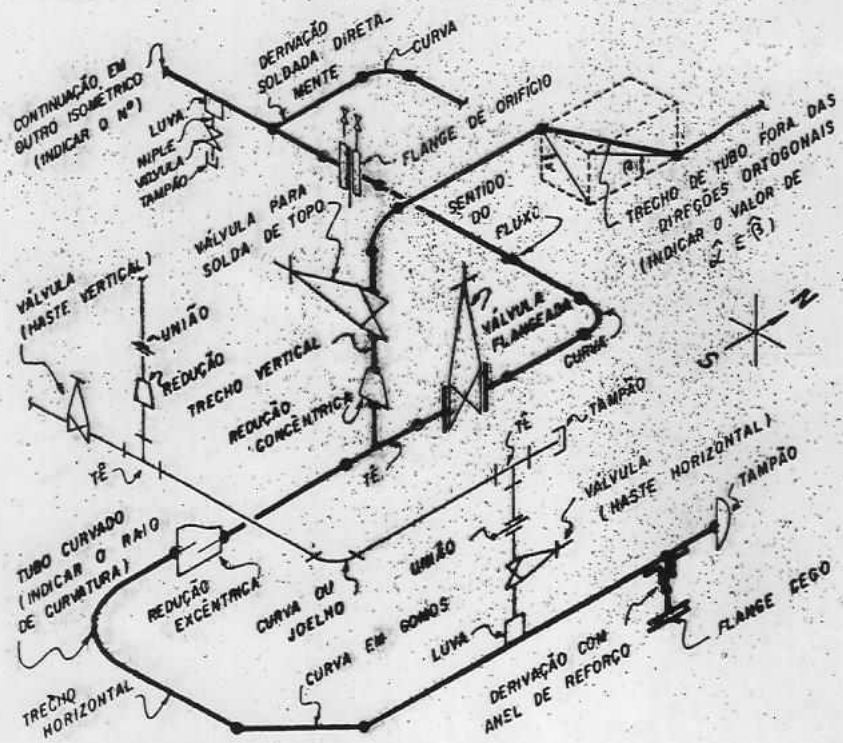 DERIVAÇÃO
SOLDADA DIRETA-
MENTE
CURVA
CONTINUAÇÃO EM
OUTRO ISOMÉTRICO
(INDICAR O Nº)
LUVA
NIPLE
VÁLVULA
TAMPÃO
FLANGE DE ORIFÍCIO
TRECHO DE TUBO FORA DAS
DIREÇÕES ORTOGONAIS
(INDICAR O VALOR DE
α̂ E β̂)
SENTIDO
DO
FLUXO
VÁLVULA PARA
SOLDA DE TOPO
VÁLVULA
(HASTE VERTICAL)
UNIÃO
REDUÇÃO
TRECHO VERTICAL
REDUÇÃO
CONCÊNTRICA
VÁLVULA
FLANGEADA
CURVA
N
S
TÊ
TÊ
TÊ
TAMPÃO
VÁLVULA
(HASTE HORIZONTAL)
TAMPÃO
TUBO CURVADO
(INDICAR O RAIO
DE CURVATURA)
REDUÇÃO
EXCÊNTRICA
CURVA OU
JOELHO
UNIÃO
LUVA
CURVA EM GOMOS
TRECHO
HORIZONTAL
DERIVAÇÃO COM
ANEL DE REFORÇO
FLANGE CEGO